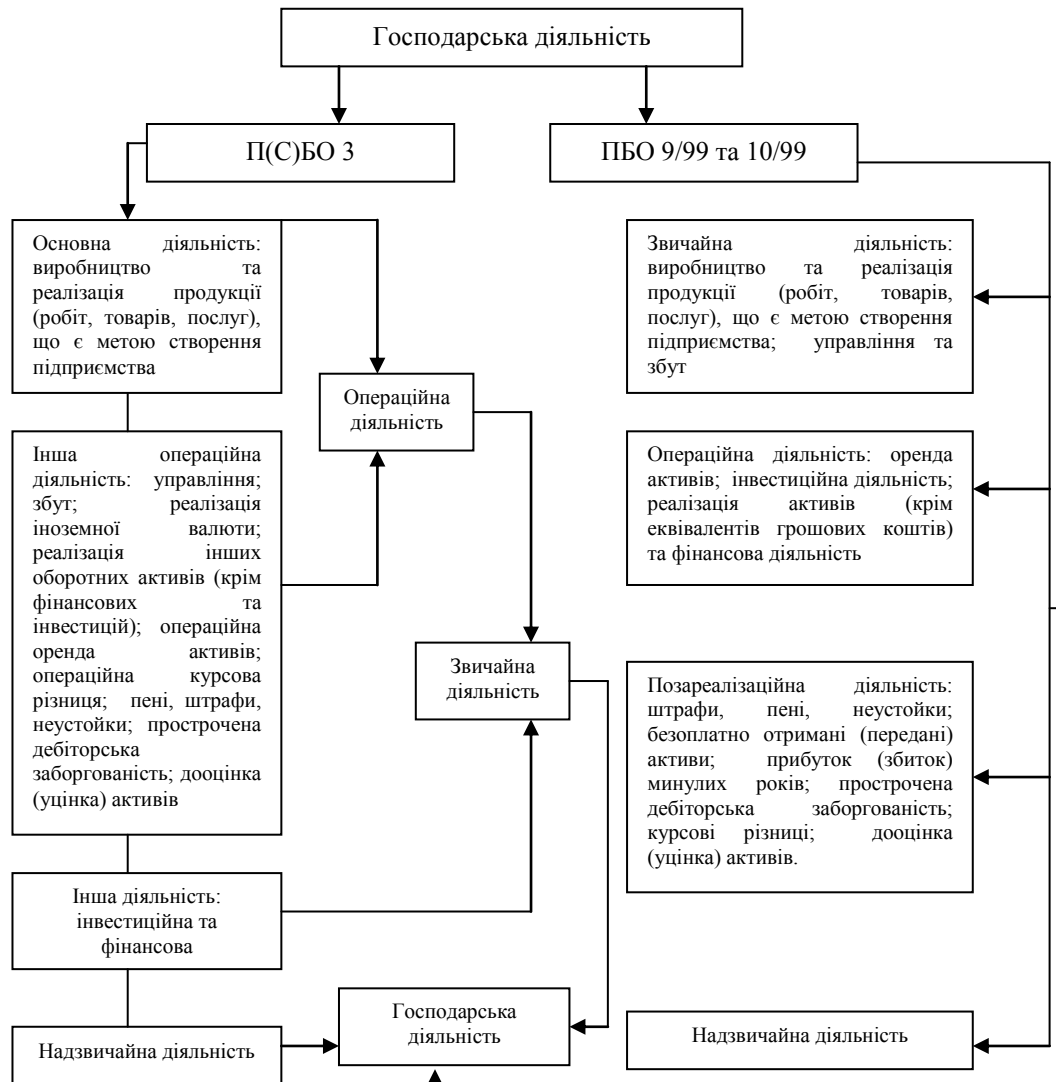 Господарська діяльність
П(С)БО 3
ПБО 9/99 та 10/99
Основна діяльність:
виробництво та
реалізація продукції
(робіт, товарів, послуг),
що є метою створення
підприємства
Операційна
діяльність
Інша операційна
діяльність: управління;
збут; реалізація
іноземної валюти;
реалізація інших
оборотних активів (крім
фінансових та
інвестицій); операційна
оренда активів;
операційна курсова
різниця; пені, штрафи,
неустойки; прострочена
дебіторська
заборгованість; дооцінка
(уцінка) активів
Звичайна
діяльність
Інша діяльність:
інвестиційна та
фінансова
Надзвичайна діяльність
Господарська
діяльність
Звичайна діяльність:
виробництво та реалізація
продукції (робіт, товарів,
послуг), що є метою створення
підприємства; управління та
збут
Операційна діяльність: оренда
активів; інвестиційна діяльність;
реалізація активів (крім
еквівалентів грошових коштів)
та фінансова діяльність
Позареалізаційна діяльність:
штрафи, пені, неустойки;
безоплатно отримані (передані)
активи; прибуток (збиток)
минулих років; прострочена
дебіторська заборгованість;
курсові різниці; дооцінка
(уцінка) активів.
Надзвичайна діяльність